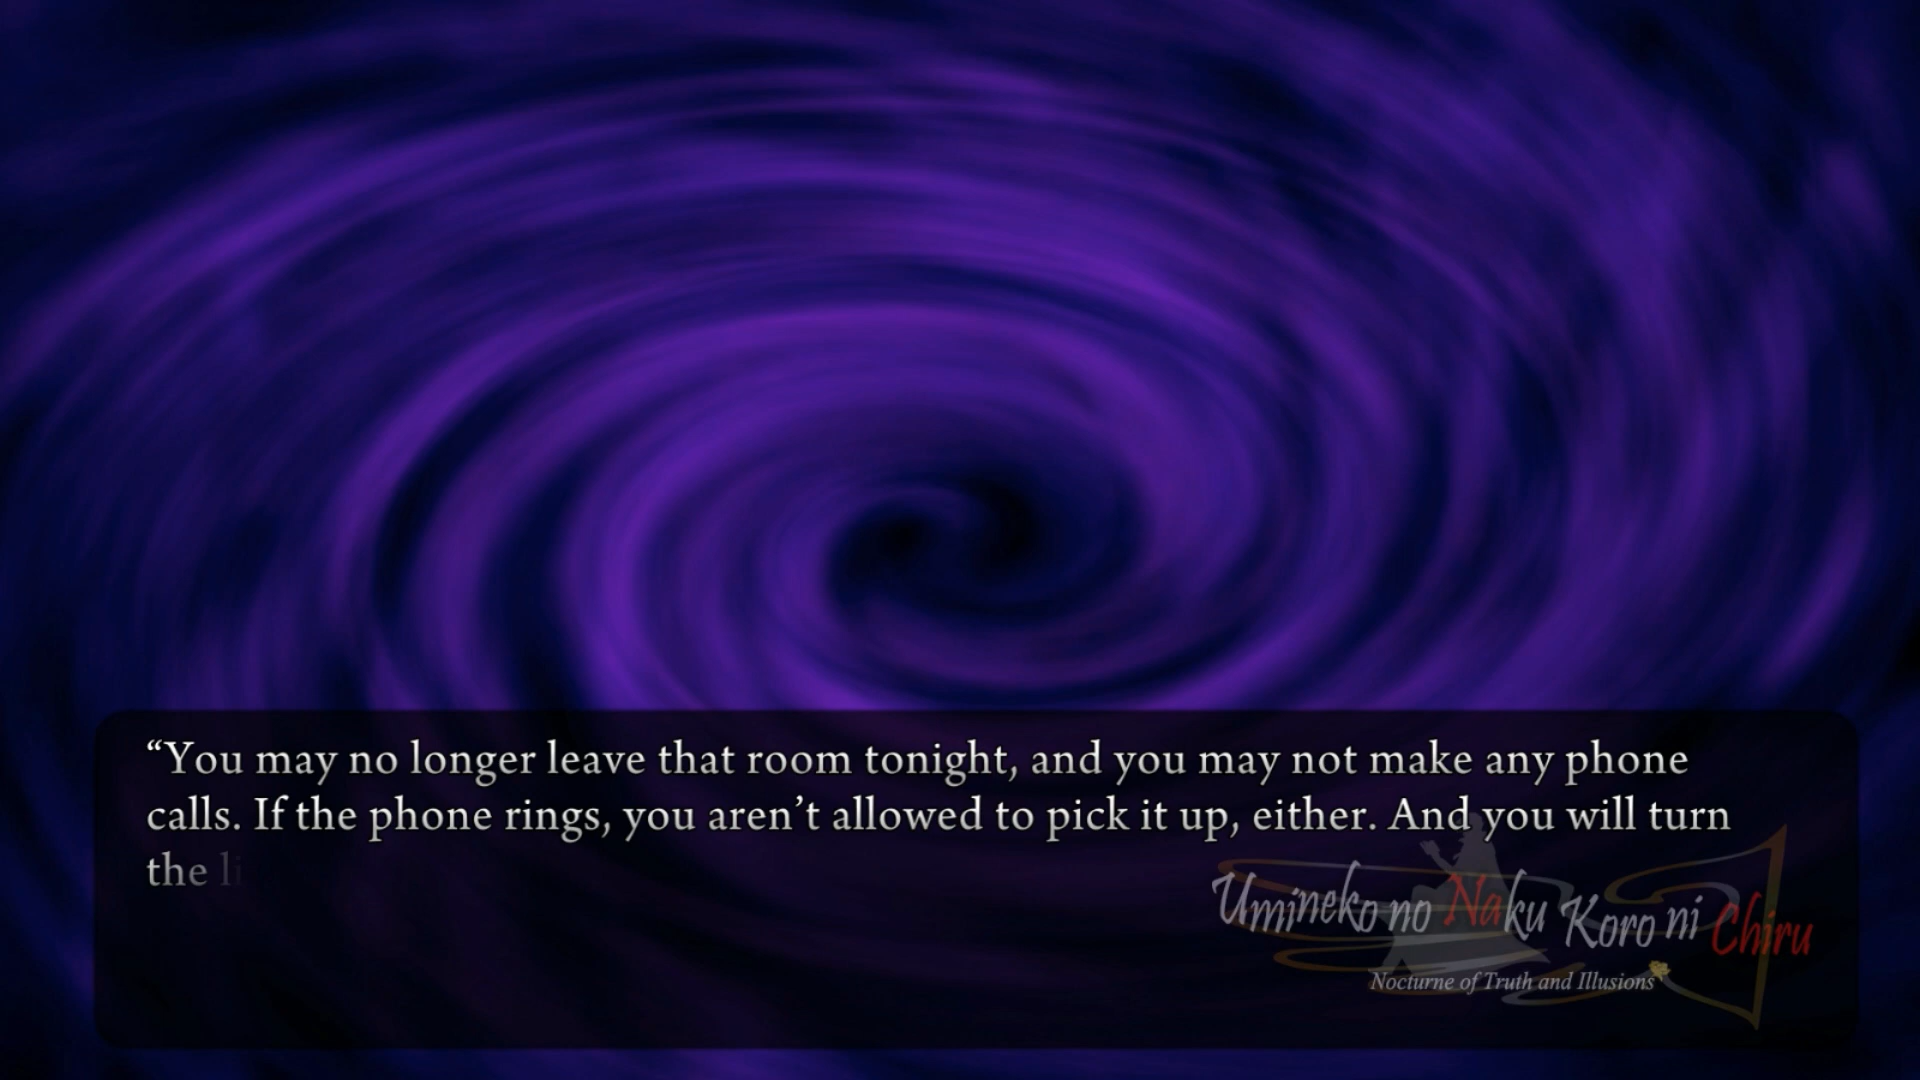 “You may no longer leave that room tonight, and you may not make any phone
calls. If the phone rings, you aren’t allowed to pick it up, either. And you will turn
the li
Umineko no Naku Koro ni Chiru
Nocturne of Truth and Illusions